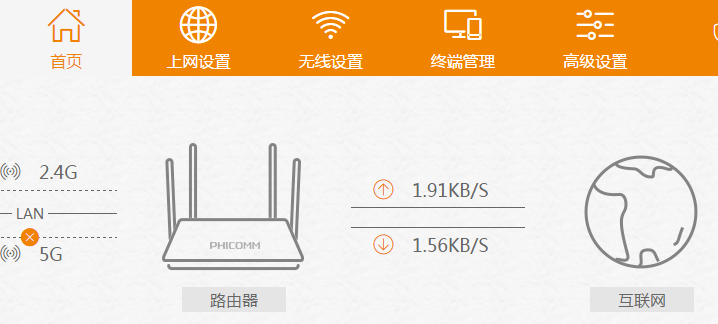 首页
上网设置
无线设置
终端管理
高级设置
2.4G
LAN
5G
PHICOMM
路由器
1.91KB/S
1.56KB/S
互联网